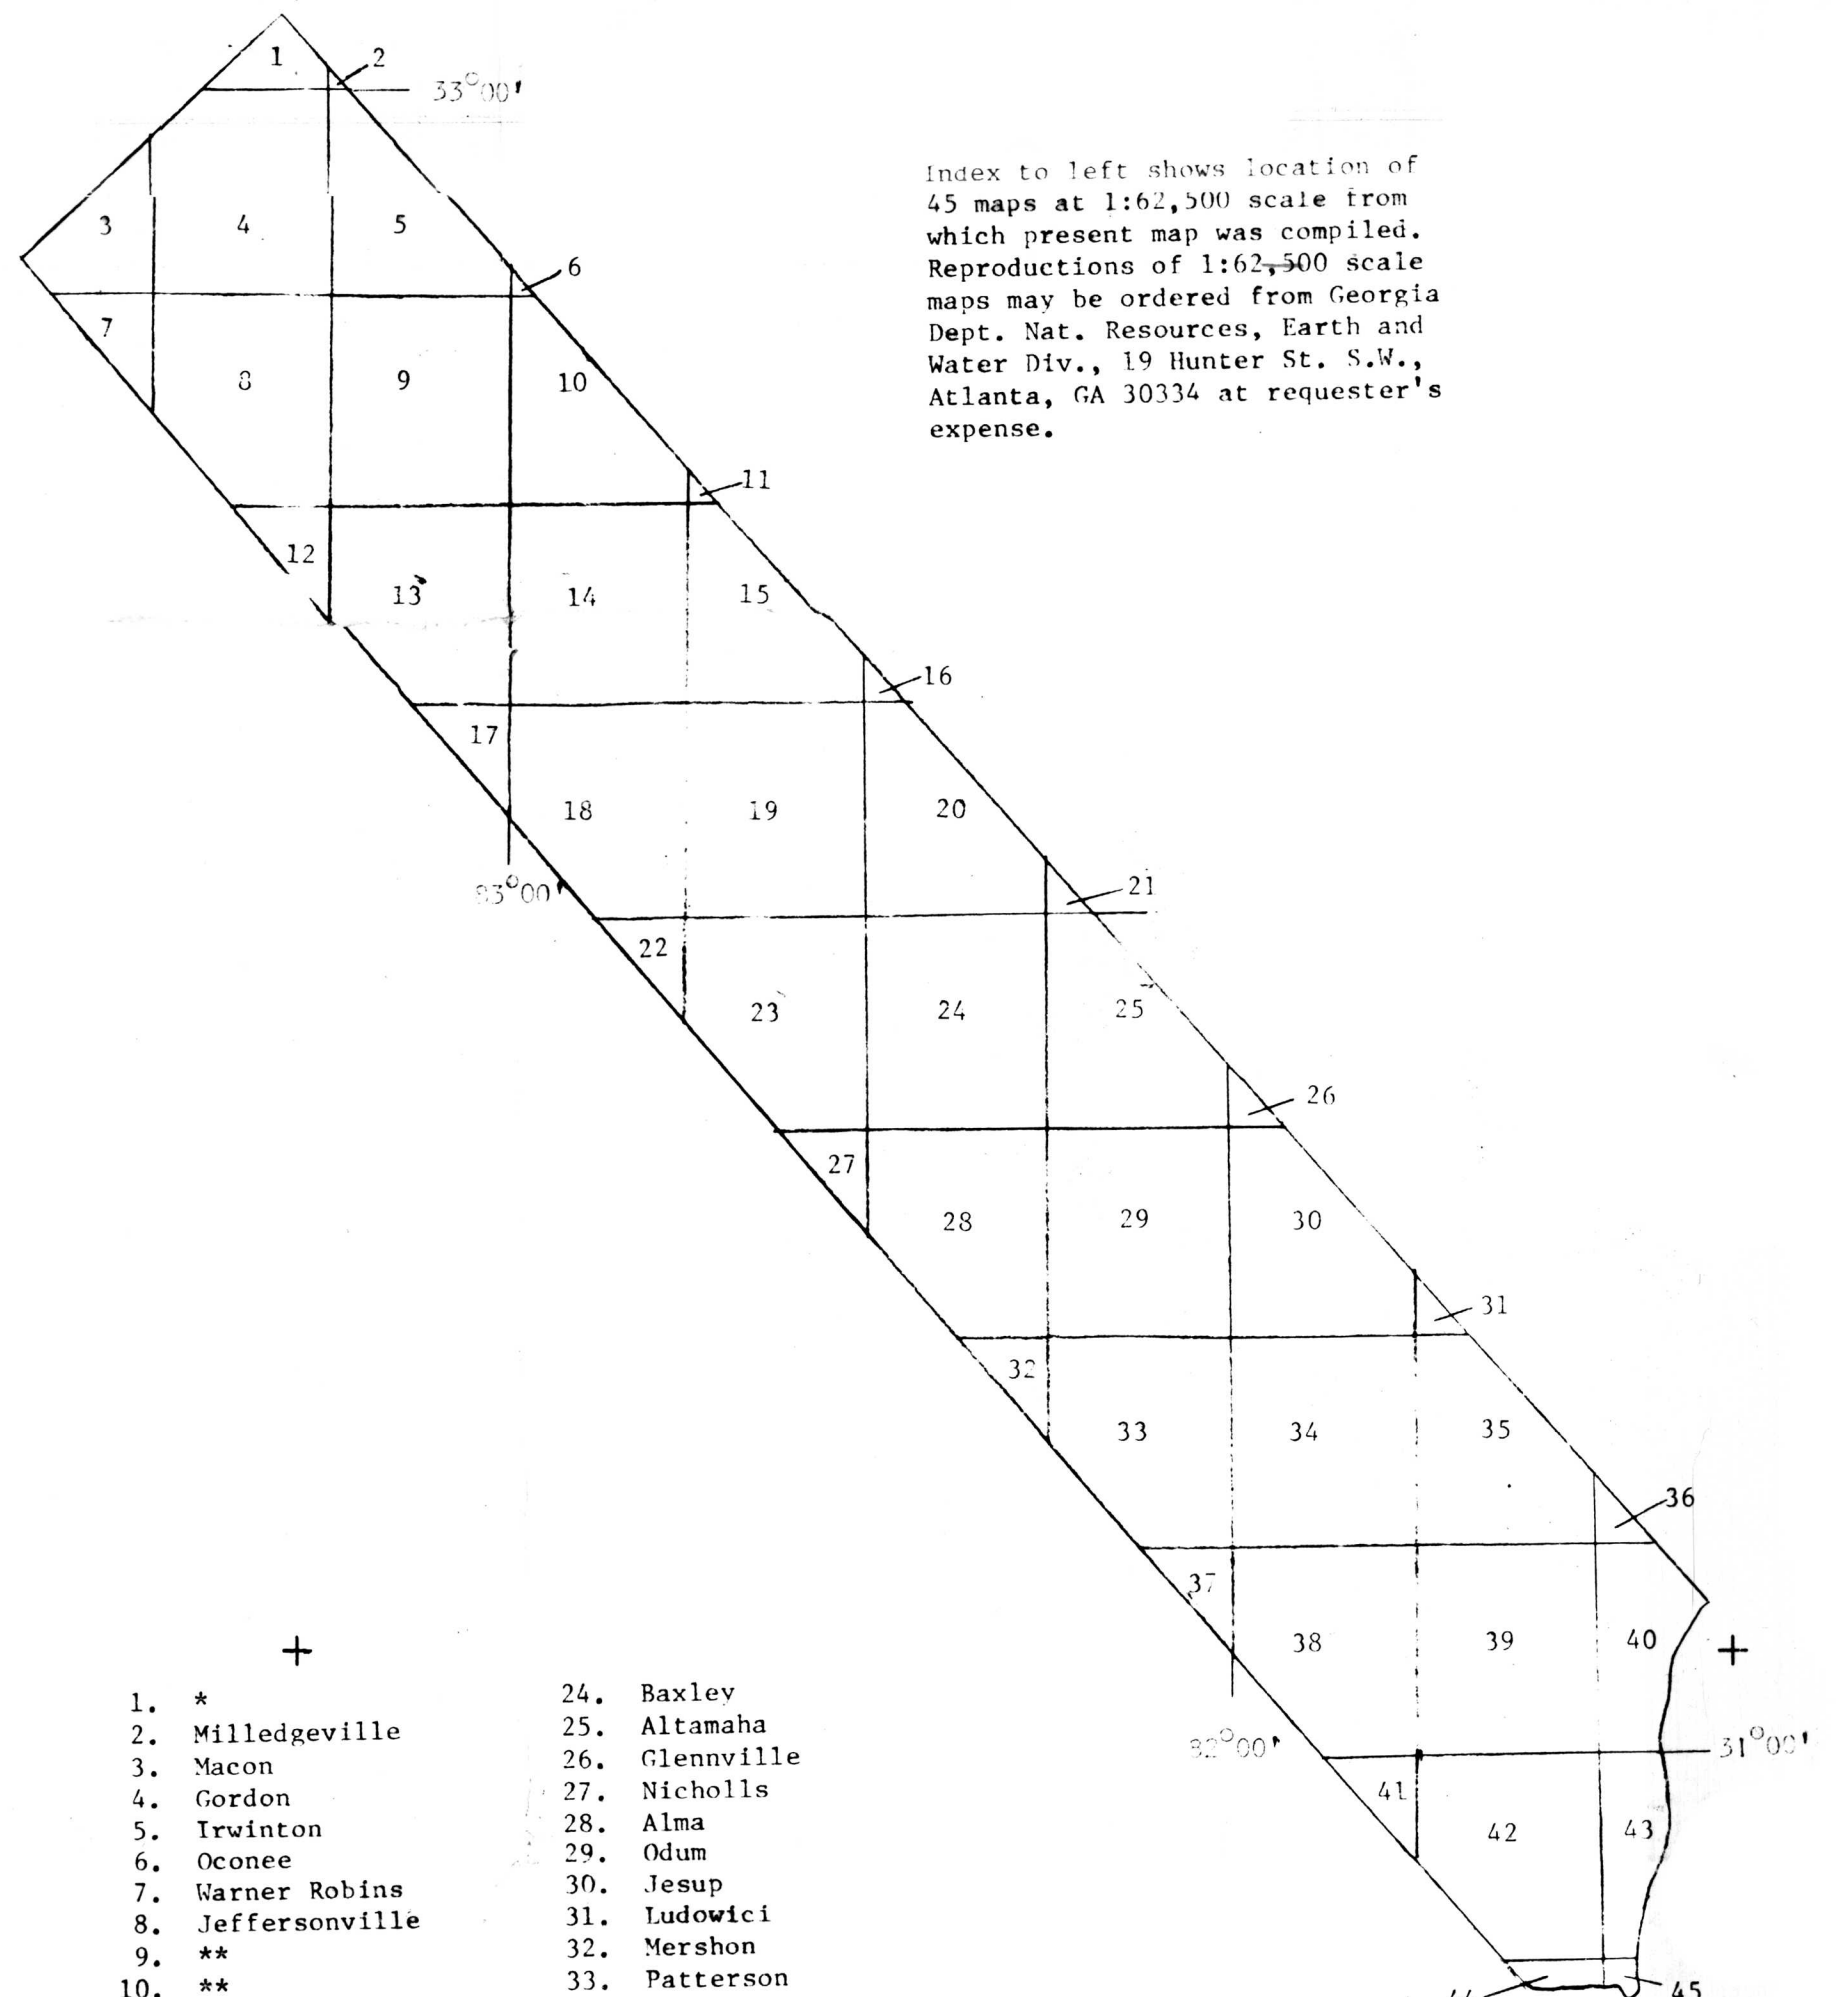 1
2
33°00'
3
4
5
6
7
8
9
10
11
12
13
14
15
16
17
18
19
20
83°00'
21
22
23
24
25
26
27
28
29
30
31
32
33
34
35
36
37
38
39
40
82°00'
31°00'
41
42
43
44
45
Index to left shows location of
45 maps at 1:62,500 scale from
which present map was compiled.
Reproductions of 1:62,500 scale
maps may be ordered from Georgia
Dept. Nat. Resources, Earth and
Water Div., 19 Hunter St. S.W.,
Atlanta, GA 30334 at requester's
expense.
1. *
2. Milledgeville
3. Macon
4. Gordon
5. Irwinton
6. Oconee
7. Warner Robins
8. Jeffersonville
9. **
10. **
24. Baxley
25. Altamaha
26. Glennville
27. Nicholls
28. Alma
29. Odum
30. Jesup
31. Ludowici
32. Mershon
33. Patterson